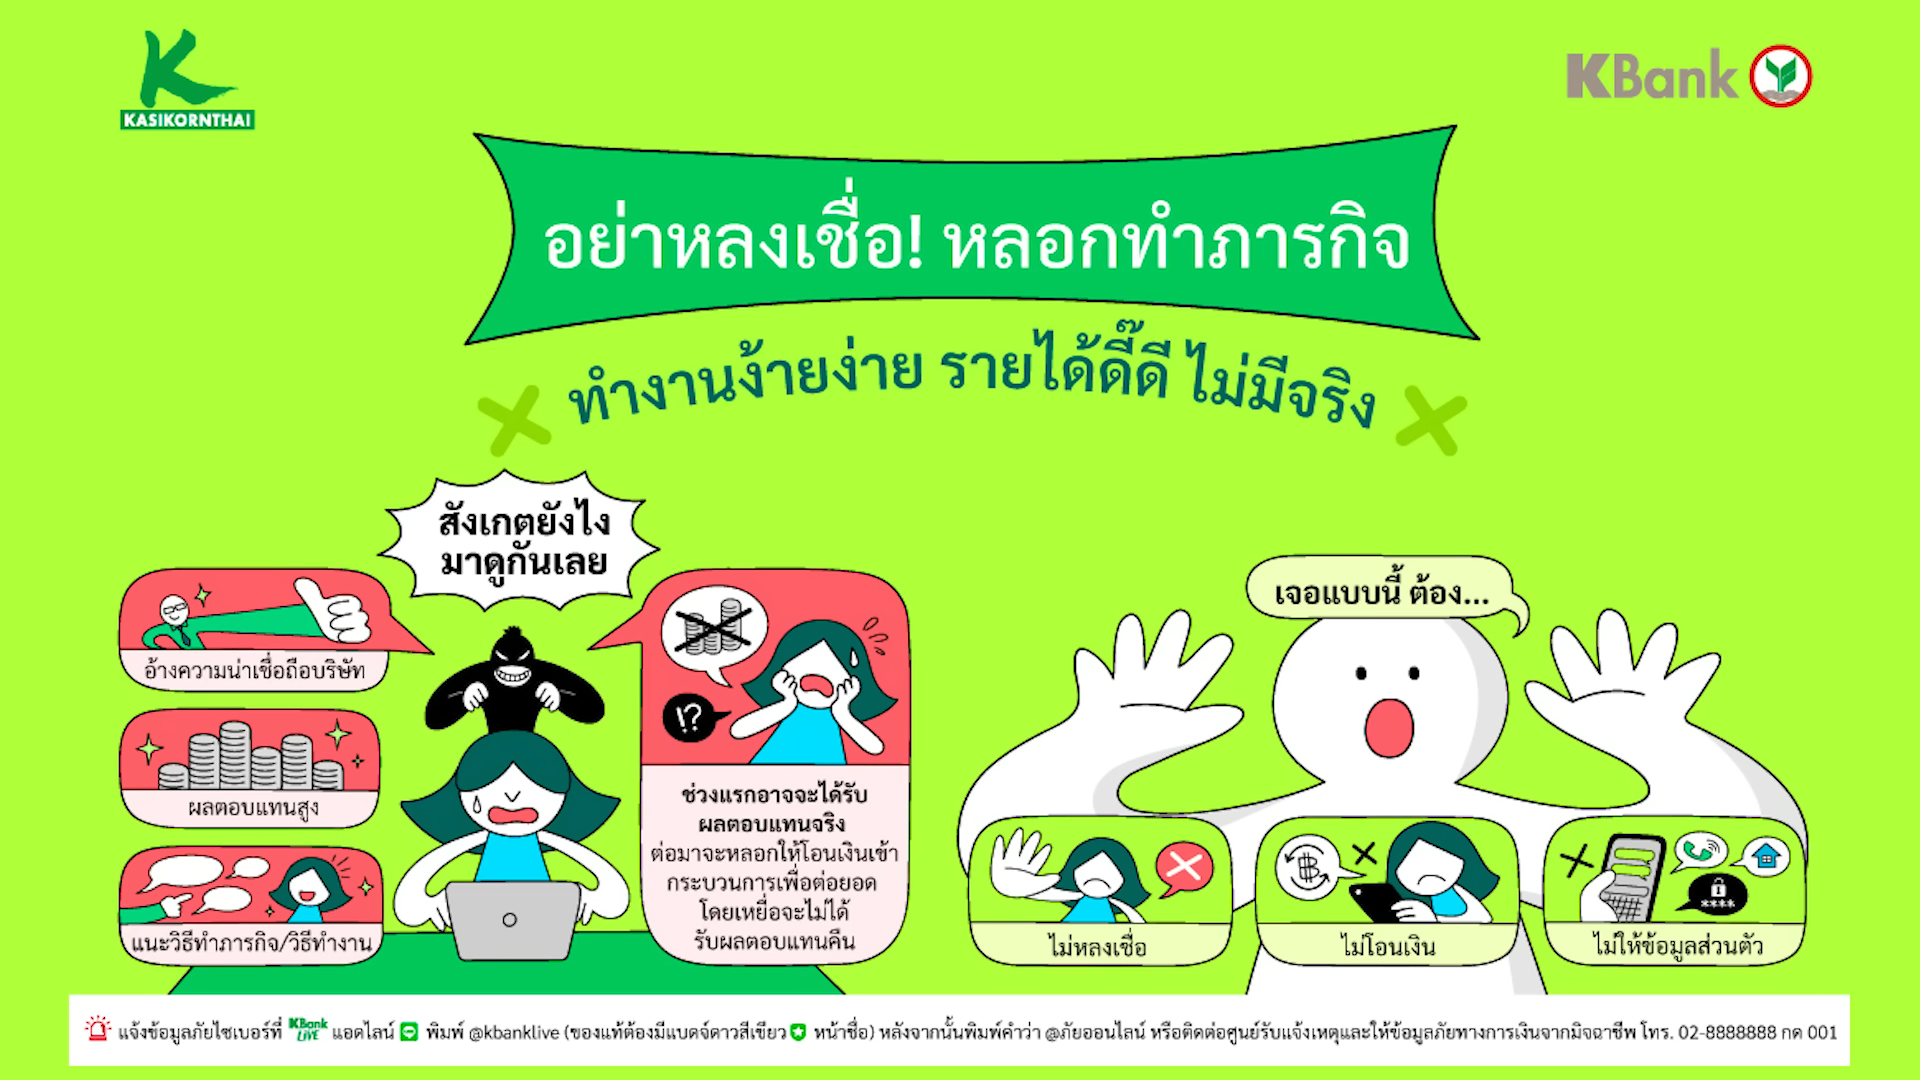 KASIKORNTHAI
KBank
อย่าหลงเชื่อ! หลอกทำภารกิจ
ทำงานง้ายง่าย รายได้ดี๊ดี ไม่มีจริง
สังเกตยังไง
มาดูกันเลย
อ้างความน่าเชื่อถือบริษัท
ผลตอบแทนสูง
แนะวิธีทำภารกิจ/วิธีทำงาน
!?
ช่วงแรกอาจจะได้รับ
ผลตอบแทนจริง
ต่อมาจะหลอกให้โอนเงินเข้า
กระบวนการเพื่อต่อยอด
โดยเหยื่อจะไม่ได้
รับผลตอบแทนคืน
เจอแบบนี้ ต้อง...
ไม่หลงเชื่อ
฿
ไม่โอนเงิน
****
ไม่ให้ข้อมูลส่วนตัว
แจ้งข้อมูลภัยไซเบอร์ที่ KBank LIVE แอดไลน์ พิมพ์ @kbanklive (ของแท้ต้องมีแบดจ์ดาวสีเขียว หน้าชื่อ) หลังจากนั้นพิมพ์คำว่า @ภัยออนไลน์ หรือติดต่อศูนย์รับแจ้งเหตุและให้ข้อมูลภัยทางการเงินจากมิจฉาชีพ โทร. 02-8888888 กด 001